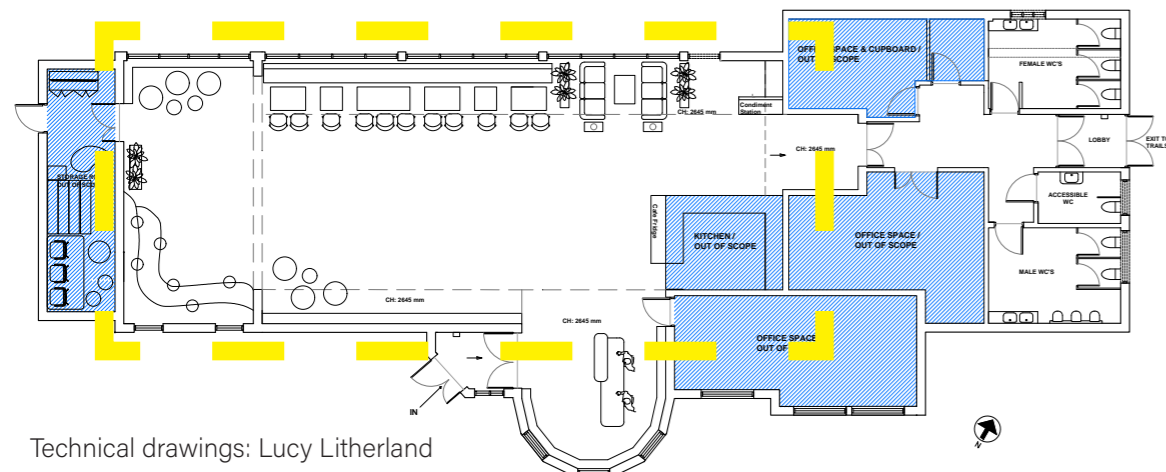 OFFICE SPACE & CUPBOARD /
OUT OF SCOPE
FEMALE WC'S
Condiment
Station
CH: 2645 mm
CH: 2645 mm
LOBBY
EXIT TO
TRAILS
STORAGE
OUT OF
ACCESSIBLE
WC
Cafe Fridge
KITCHEN /
OUT OF SCOPE
OFFICE SPACE /
OUT OF SCOPE
MALE WC'S
CH: 2645 mm
CH: 2645 mm
OFFICE SPACE
OUT OF
IN
N
Technical drawings: Lucy Litherland